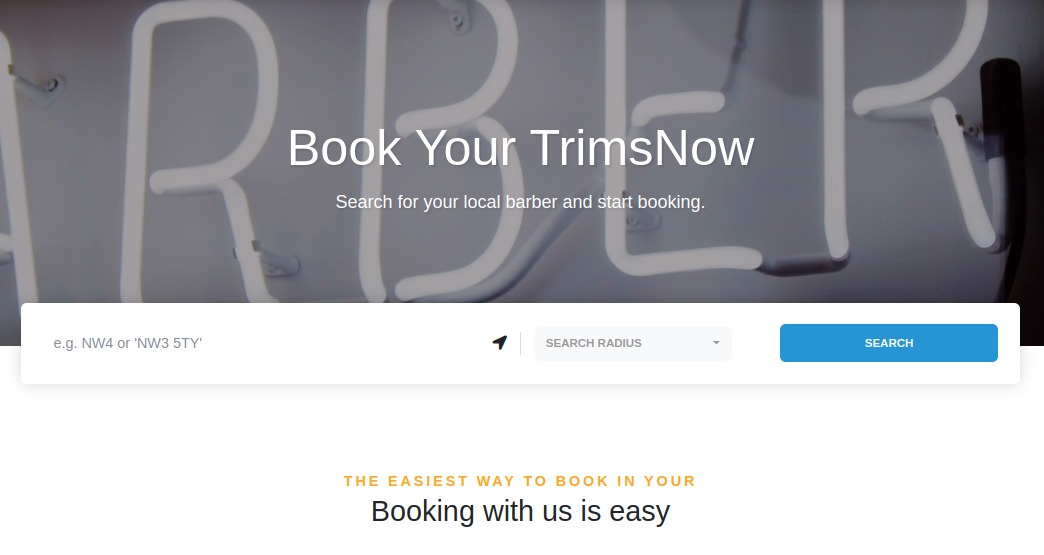 ARBER
Book Your TrimsNow
Search for your local barber and start booking.
e.g. NW4 or 'NW3 5TY'
SEARCH RADIUS
SEARCH
THE EASIEST WAY TO BOOK IN YOUR
Booking with us is easy